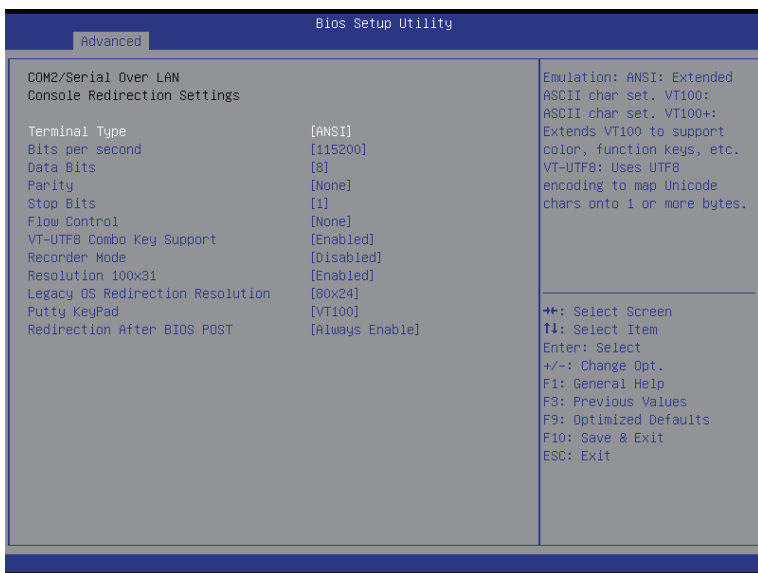 Bios Setup Utility
Advanced
COM2/Serial Over LAN
Console Redirection Settings
Terminal Type [ANSI]
Bits per second [115200]
Data Bits [8]
Parity [None]
Stop Bits [1]
Flow Control [None]
VT-UTF8 Combo Key Support [Enabled]
Recorder Mode [Disabled]
Resolution 100x31 [Enabled]
Legacy OS Redirection Resolution [80x24]
Putty KeyPad [VT100]
Redirection After BIOS POST [Always Enable]
Emulation: ANSI: Extended
ASCII char set. VT100:
ASCII char set. VT100+:
Extends VT100 to support
color, function keys, etc.
VT-UTF8: Uses UTF8
encoding to map Unicode
chars onto 1 or more bytes.
→←: Select Screen
↑↓: Select Item
Enter: Select
+/-: Change Opt.
F1: General Help
F3: Previous Values
F9: Optimized Defaults
F10: Save & Exit
ESC: Exit